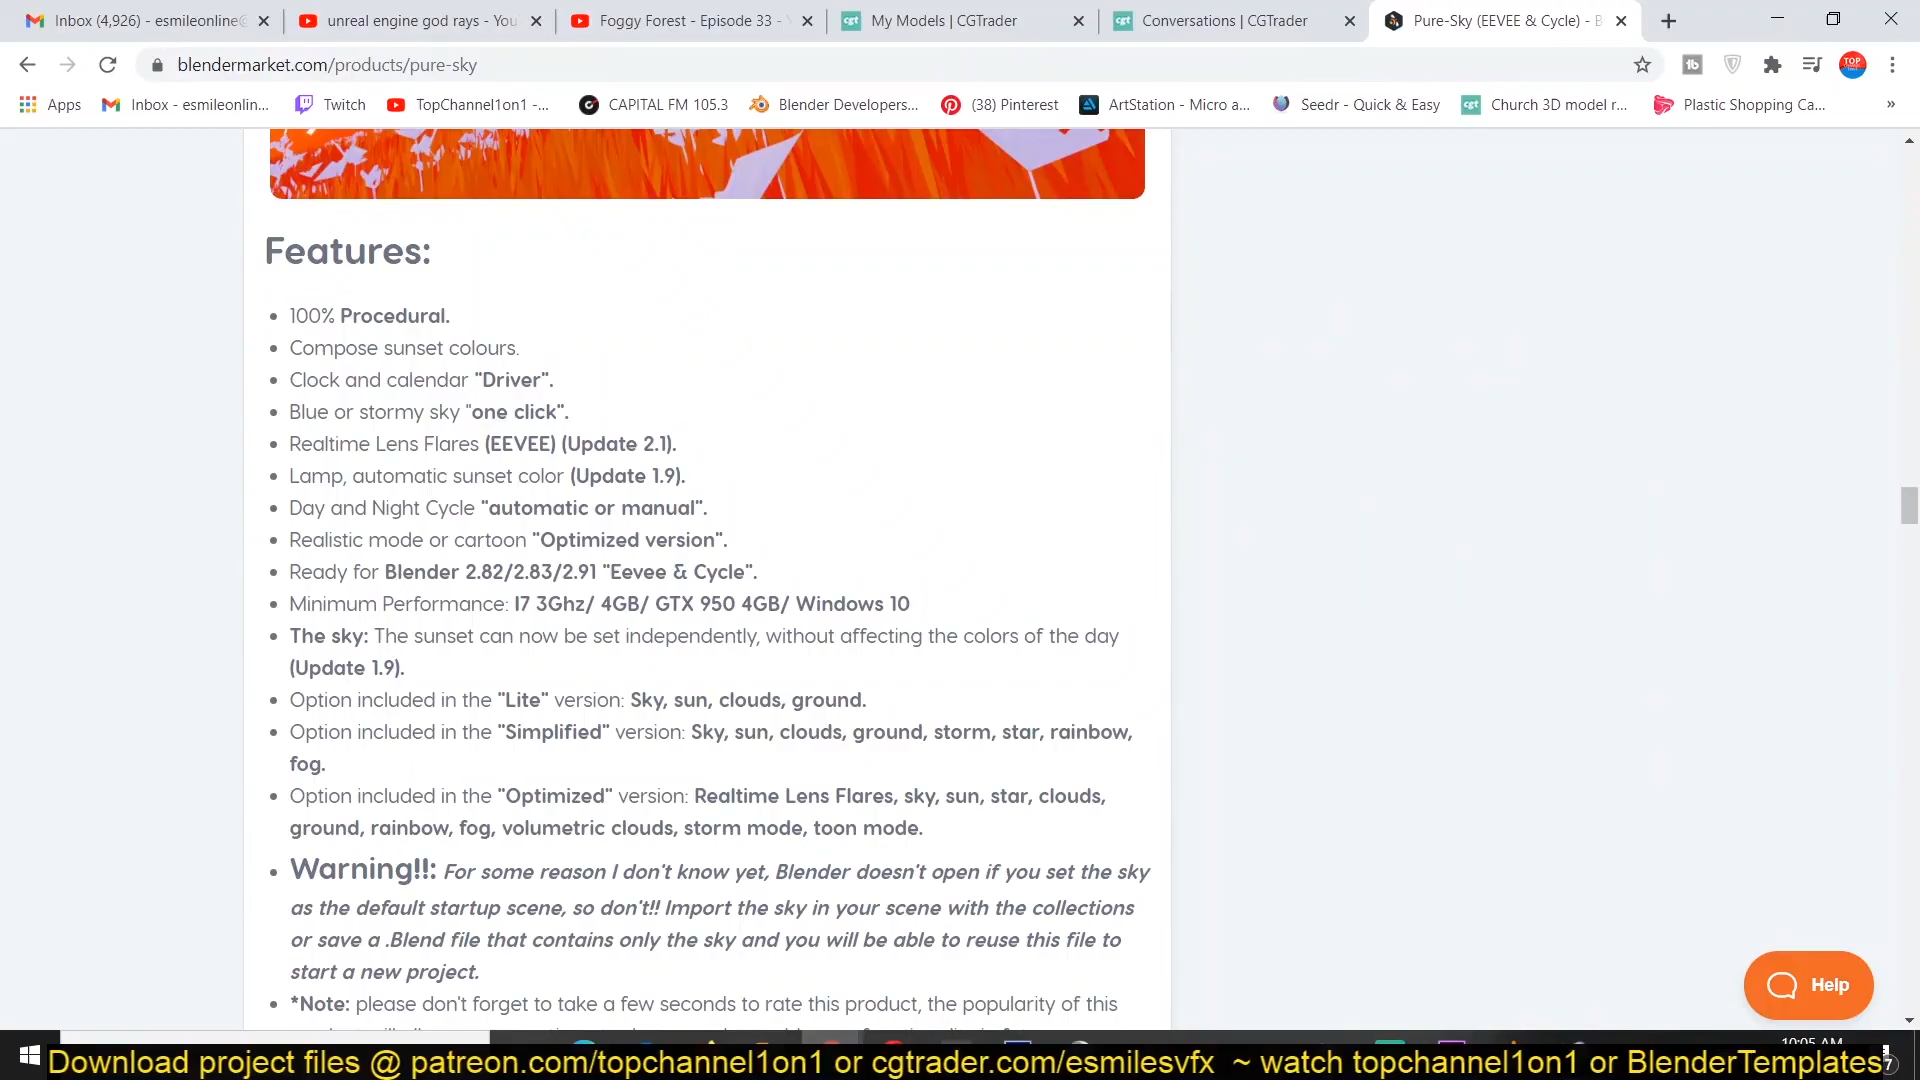 Inbox (4,926) - esmileonline@
unreal engine god rays - You
Foggy Forest - Episode 33 -
My Models | CGTrader
Conversations | CGTrader
Pure-Sky (EEVEE & Cycle) - B
blendermarket.com/products/pure-sky
Apps
Inbox - esmileonlin...
Twitch
TopChannel1on1 -...
CAPITAL FM 105.3
Blender Developers...
(38) Pinterest
ArtStation - Micro a...
Seedr - Quick & Easy
Church 3D model r...
Plastic Shopping Ca...
»
Features:
• 100% Procedural.
• Compose sunset colours.
• Clock and calendar "Driver".
• Blue or stormy sky "one click".
• Realtime Lens Flares (EEVEE) (Update 2.1).
• Lamp, automatic sunset color (Update 1.9).
• Day and Night Cycle "automatic or manual".
• Realistic mode or cartoon "Optimized version".
• Ready for Blender 2.82/2.83/2.91 "Eevee & Cycle".
• Minimum Performance: I7 3Ghz/ 4GB/ GTX 950 4GB/ Windows 10
• The sky: The sunset can now be set independently, without affecting the colors of the day
(Update 1.9).
• Option included in the "Lite" version: Sky, sun, clouds, ground.
• Option included in the "Simplified" version: Sky, sun, clouds, ground, storm, star, rainbow,
fog.
• Option included in the "Optimized" version: Realtime Lens Flares, sky, sun, star, clouds,
ground, rainbow, fog, volumetric clouds, storm mode, toon mode.
• Warning!!: For some reason I don't know yet, Blender doesn't open if you set the sky
as the default startup scene, so don't!! Import the sky in your scene with the collections
or save a .Blend file that contains only the sky and you will be able to reuse this file to
start a new project.
• *Note: please don't forget to take a few seconds to rate this product, the popularity of this
Help
10:05 AM
Download project files @ patreon.com/topchannel1on1 or cgtrader.com/esmilesvfx ~ watch topchannel1on1 or BlenderTemplates